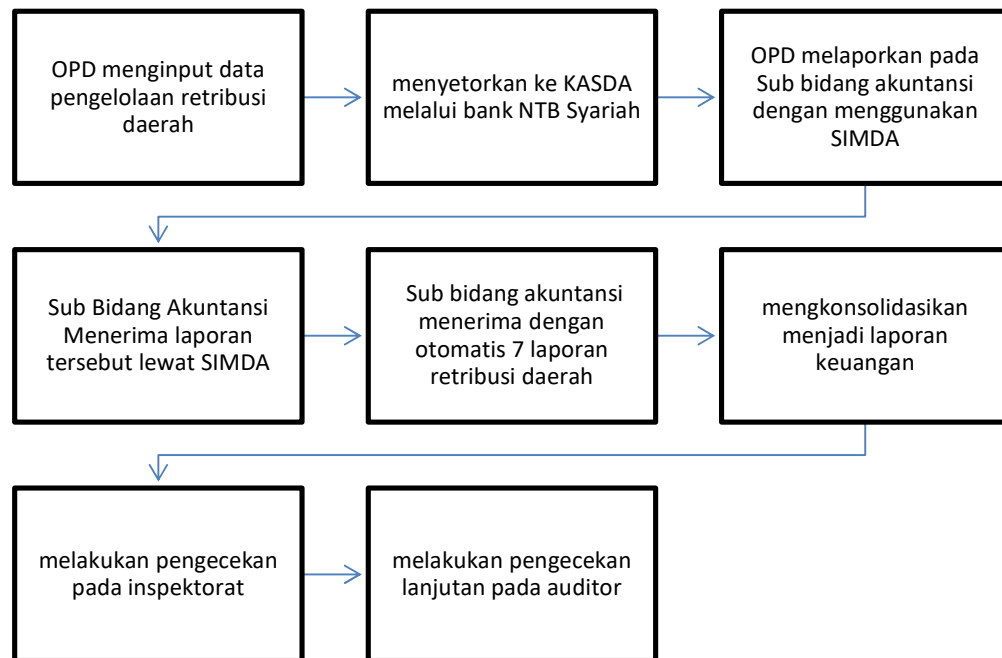 OPD menginput data
pengelolaan retribusi
daerah
menyetorkan ke KASDA
melalui bank NTB Syariah
OPD melaporkan pada
Sub bidang akuntansi
dengan menggunakan
SIMDA
Sub Bidang Akuntansi
Menerima laporan
tersebut lewat SIMDA
Sub bidang akuntansi
menerima dengan
otomatis 7 laporan
retribusi daerah
mengkonsolidasikan
menjadi laporan
keuangan
melakukan pengecekan
pada inspektorat
melakukan pengecekan
lanjutan pada auditor